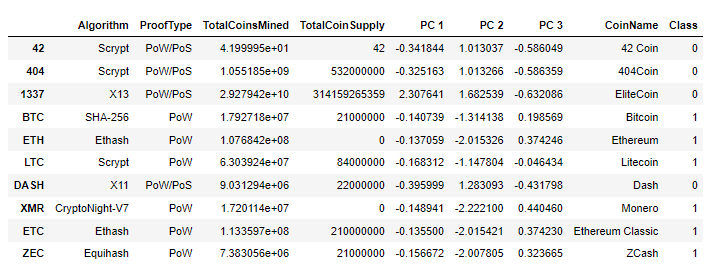 Algorithm ProofType TotalCoinsMined TotalCoinSupply PC 1 PC 2 PC 3 CoinName Class
42 Scrypt PoW/PoS 4.199995e+01 42 -0.341844 1.013037 -0.586049 42 Coin 0
404 Scrypt PoW/PoS 1.055185e+09 532000000 -0.325163 1.013266 -0.586359 404Coin 0
1337 X13 PoW/PoS 2.927942e+10 314159265359 2.307641 1.682539 -0.632086 EliteCoin 0
BTC SHA-256 PoW 1.792718e+07 21000000 -0.140739 -1.314138 0.198569 Bitcoin 1
ETH Ethash PoW 1.076842e+08 0 -0.137059 -2.015326 0.374246 Ethereum 1
LTC Scrypt PoW 6.303924e+07 84000000 -0.168312 -1.147804 -0.046434 Litecoin 1
DASH X11 PoW/PoS 9.031294e+06 22000000 -0.395999 1.283093 -0.431798 Dash 0
XMR CryptoNight-V7 PoW 1.720114e+07 0 -0.148941 -2.222100 0.440460 Monero 1
ETC Ethash PoW 1.133597e+08 210000000 -0.135500 -2.015421 0.374230 Ethereum Classic 1
ZEC Equihash PoW 7.383056e+06 21000000 -0.156672 -2.007805 0.323665 ZCash 1